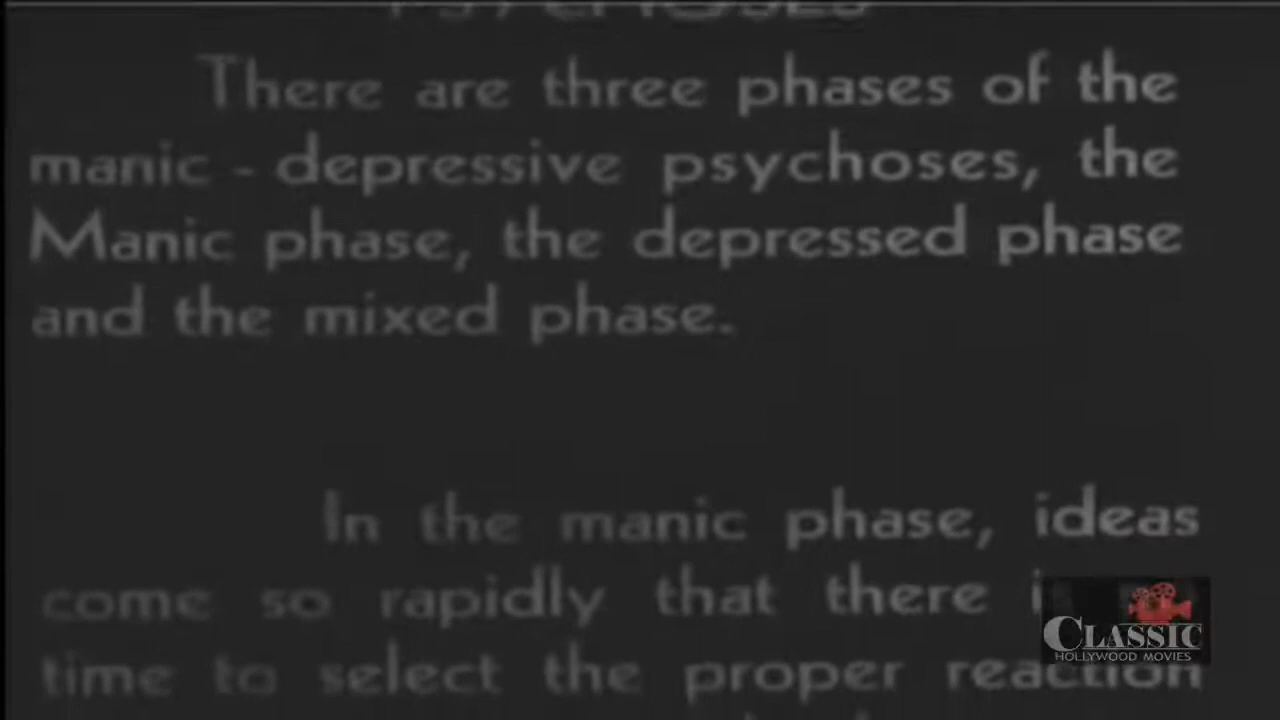 PSYCHOSES
There are three phases of the
manic - depressive psychoses, the
Manic phase, the depressed phase
and the mixed phase.
In the manic phase, ideas
come so rapidly that there
time to select the proper reaction
CLASSIC
HOLLYWOOD MOVIES